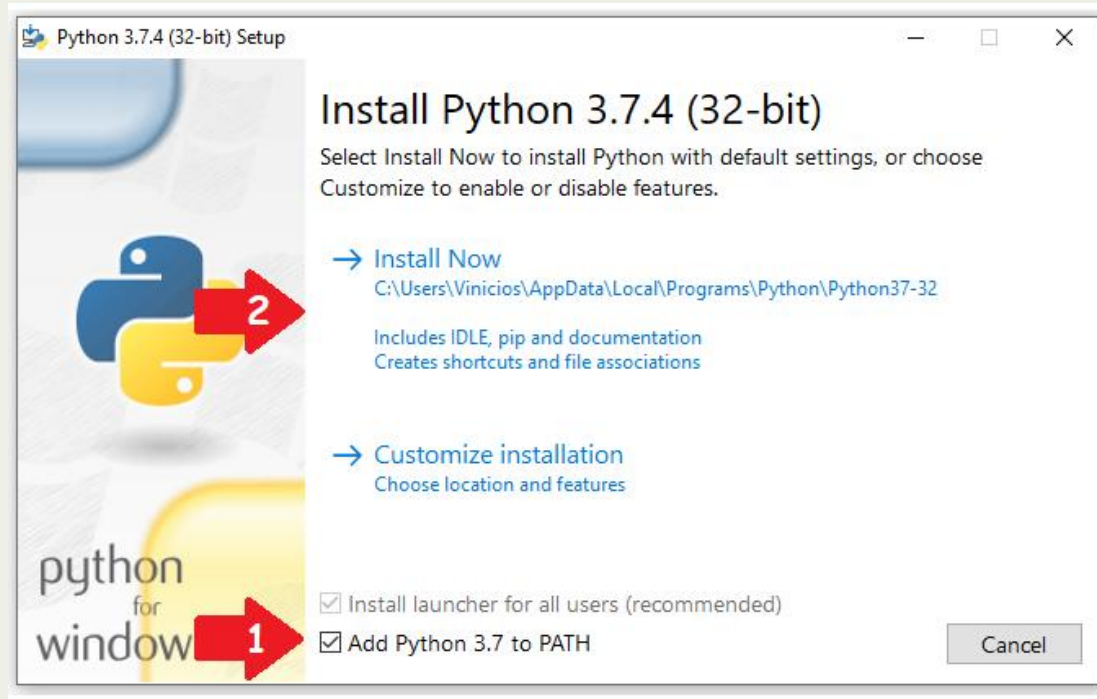 Python 3.7.4 (32-bit) Setup
Install Python 3.7.4 (32-bit)
Select Install Now to install Python with default settings, or choose
Customize to enable or disable features.
Install Now
C:\Users\Vinicios\AppData\Local\Programs\Python\Python37-32
2
Includes IDLE, pip and documentation
Creates shortcuts and file associations
Customize installation
Choose location and features
python
for
window
Install launcher for all users (recommended)
1
Add Python 3.7 to PATH
Cancel